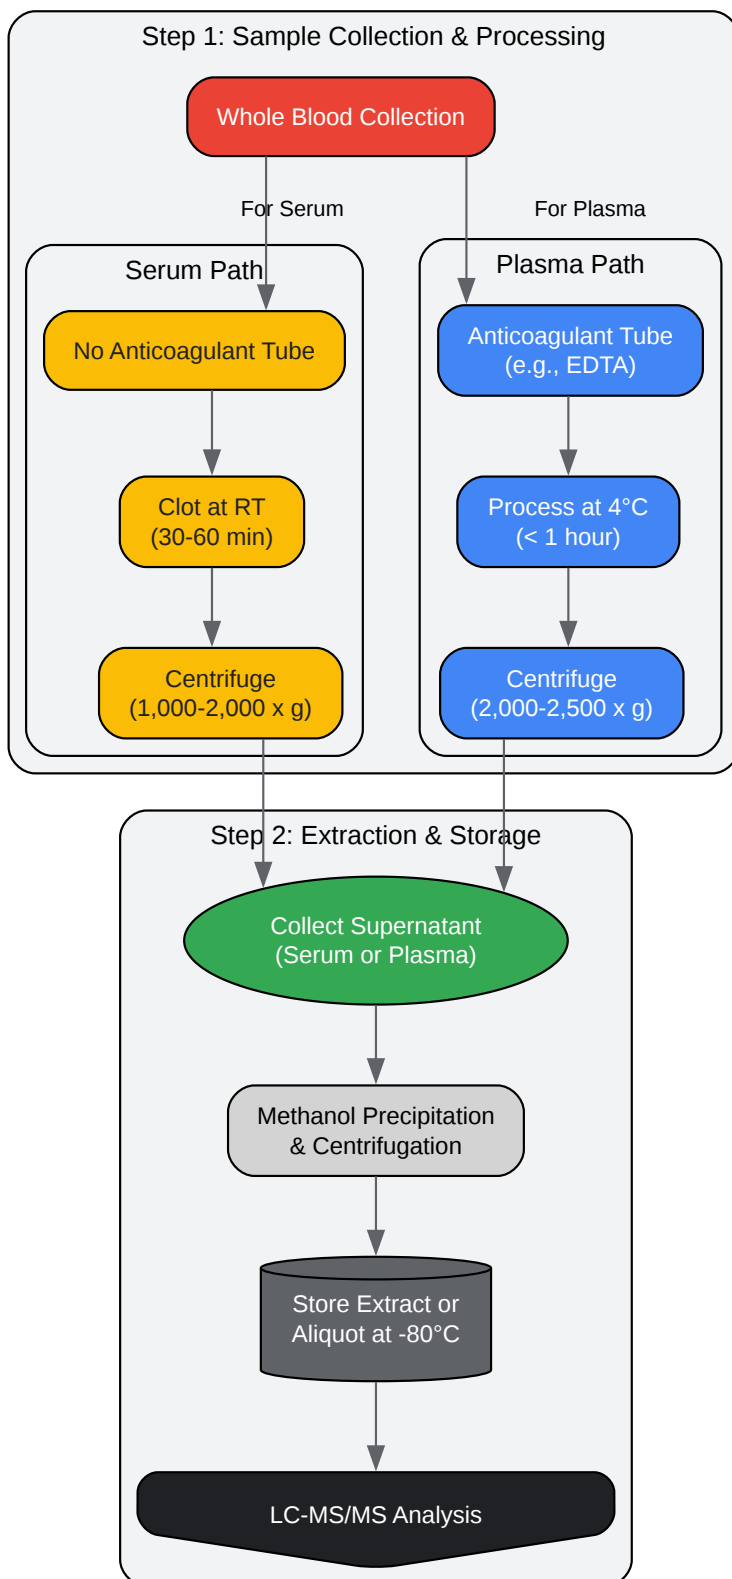 Step 1: Sample Collection & Processing
Whole Blood Collection
For Serum
For Plasma
Serum Path
Plasma Path
No Anticoagulant Tube
Anticoagulant Tube
(e.g., EDTA)
Clot at RT
(30-60 min)
Process at 4°C
(< 1 hour)
Centrifuge
(1,000-2,000 x g)
Centrifuge
(2,000-2,500 x g)
Step 2: Extraction & Storage
Collect Supernatant
(Serum or Plasma)
Methanol Precipitation
& Centrifugation
Store Extract or
Aliquot at -80°C
LC-MS/MS Analysis